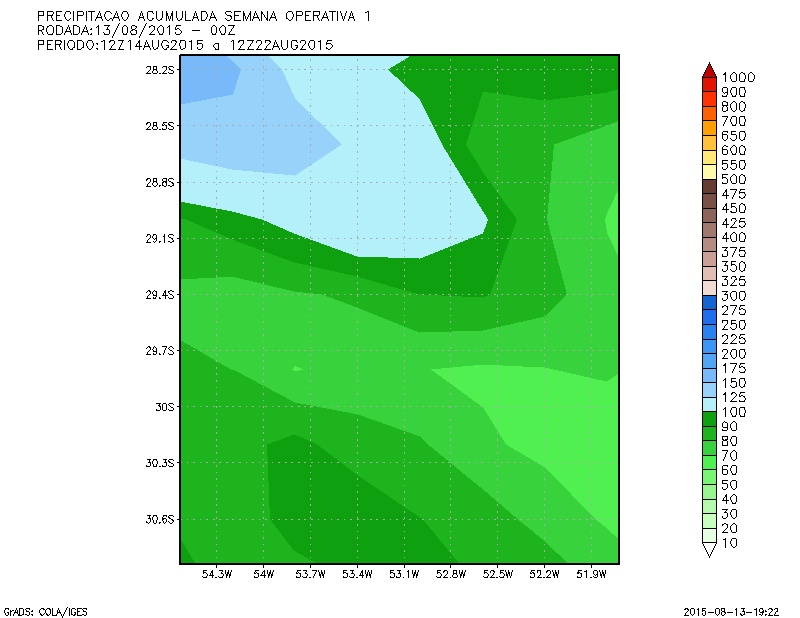 PRECIPITACAO ACUMULADA SEMANA OPERATIVA 1
RODADA:13/08/2015 - 00Z
PERIODO:12Z14AUG2015 a 12Z22AUG2015
28.2S
28.5S
28.8S
29.1S
29.4S
29.7S
30S
30.3S
30.6S
54.3W 54W 53.7W 53.4W 53.1W 52.8W 52.5W 52.2W 51.9W
1000
900
800
700
650
600
550
500
475
450
425
400
375
350
325
300
275
250
225
200
175
150
125
100
90
80
70
60
50
40
30
20
10
GrADS: COLA/IGES
2015-08-13-19:22